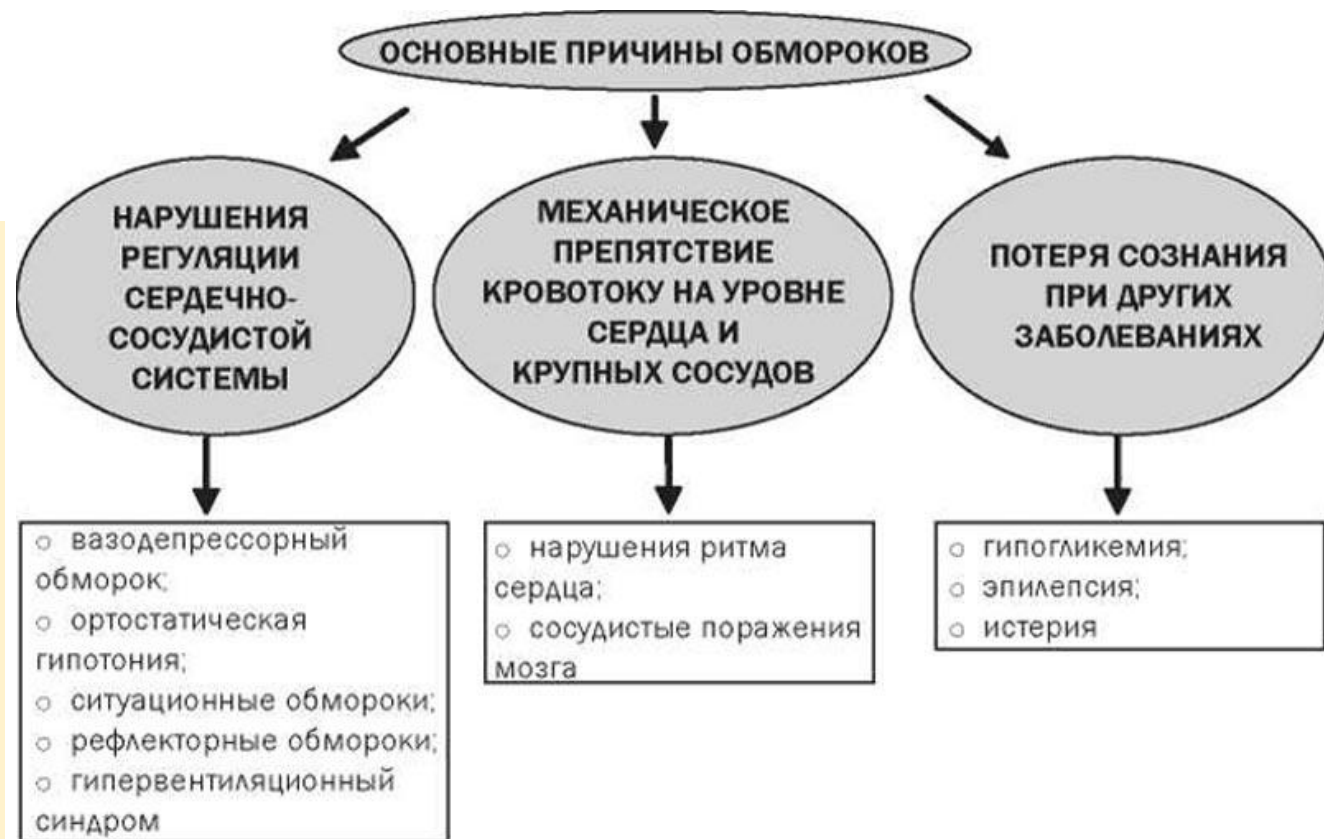 ОСНОВНЫЕ ПРИЧИНЫ ОБМОРОКОВ
НАРУШЕНИЯ
РЕГУЛЯЦИИ
СЕРДЕЧНО-
СОСУДИСТОЙ
СИСТЕМЫ
МЕХАНИЧЕСКОЕ
ПРЕПЯТСТВИЕ
КРОВОТОКУ НА УРОВНЕ
СЕРДЦА И
КРУПНЫХ СОСУДОВ
ПОТЕРЯ СОЗНАНИЯ
ПРИ ДРУГИХ
ЗАБОЛЕВАНИЯХ
○ вазодепрессорный
обморок;
○ ортостатическая
гипотония;
○ ситуационные обмороки;
○ рефлекторные обмороки;
○ гипервентиляционный
синдром
○ нарушения ритма
сердца;
○ сосудистые поражения
мозга
○ гипогликемия;
○ эпилепсия;
○ истерия